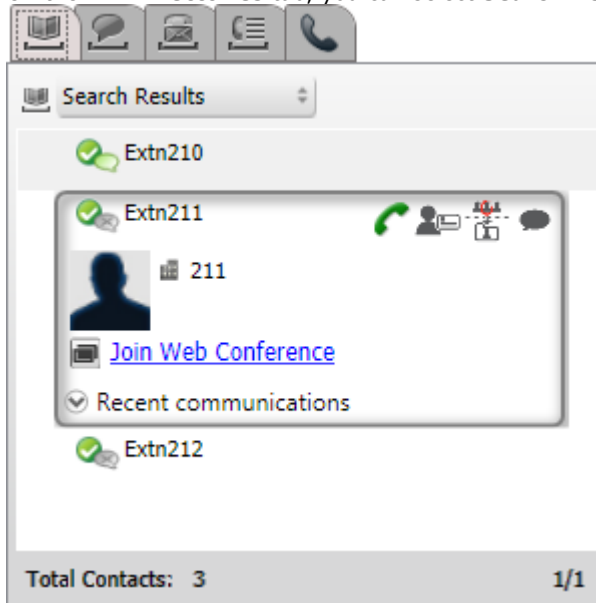 Search Results
Extn210
Extn211
211
Join Web Conference
Recent communications
Extn212
Total Contacts: 3 1/1